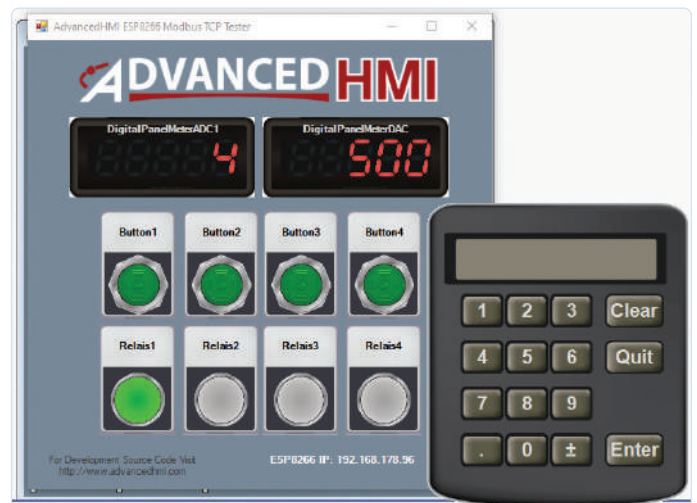 AdvancedHMI ESP8266 Modbus TCP Tester
ADVANCED HMI
DigitalPanelMeterADC1
DigitalPanelMeterDAC
4
500
Button1
Button2
Button3
Button4
Relais1
Relais2
Relais3
Relais4
For Development Source Code Visit
http://www.advancedhmi.com
ESP8266 IP: 192.168.178.96
1 2 3 Clear
4 5 6 Quit
7 8 9
. 0 ± Enter